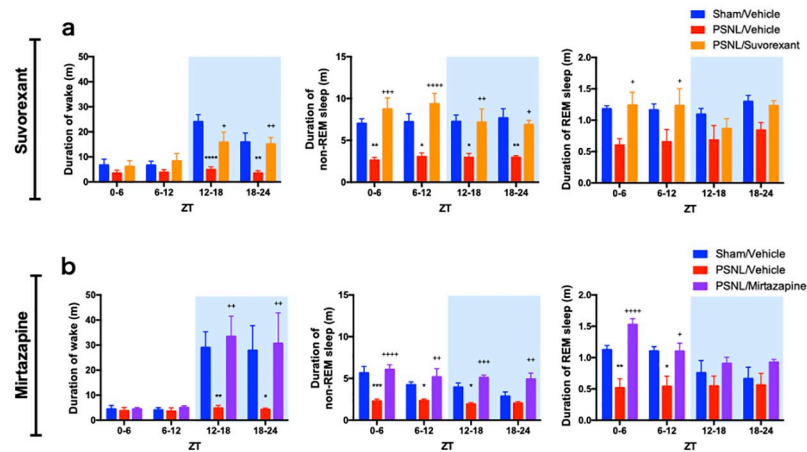 Suvorexant
a
Sham/Vehicle
PSNL/Vehicle
PSNL/Suvorexant
Duration of wake (m)
50
40
30
20
10
0
****
+
**
++
0-6 6-12 12-18 18-24
ZT
Duration of
non-REM sleep (m)
15
10
5
0
**
+++
*
++++
*
++
**
+
0-6 6-12 12-18 18-24
ZT
Duration of REM sleep (m)
2.0
1.5
1.0
0.5
0.0
+
+
0-6 6-12 12-18 18-24
ZT
Mirtazapine
b
Sham/Vehicle
PSNL/Vehicle
PSNL/Mirtazapine
Duration of wake (m)
50
40
30
20
10
0
**
++
*
++
0-6 6-12 12-18 18-24
ZT
Duration of
non-REM sleep (m)
15
10
5
0
***
++++
*
++
*
+++
++
0-6 6-12 12-18 18-24
ZT
Duration of REM sleep (m)
2.0
1.5
1.0
0.5
0.0
**
++++
*
+
0-6 6-12 12-18 18-24
ZT